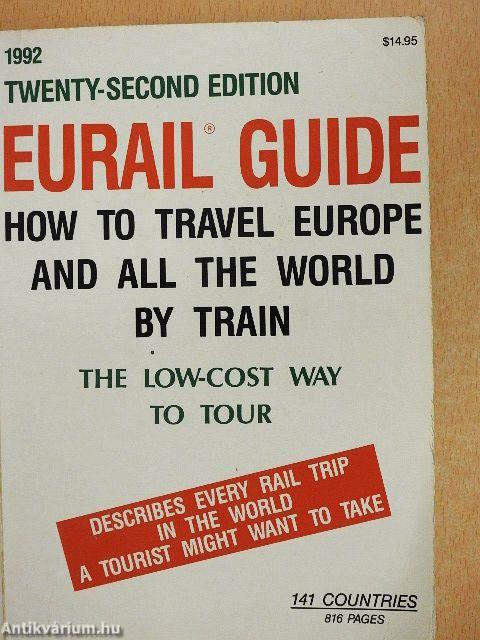 1992
$14.95
TWENTY-SECOND EDITION
EURAIL® GUIDE
HOW TO TRAVEL EUROPE
AND ALL THE WORLD
BY TRAIN
THE LOW-COST WAY
TO TOUR
DESCRIBES EVERY RAIL TRIP
IN THE WORLD
A TOURIST MIGHT WANT TO TAKE
141 COUNTRIES
816 PAGES
Antikvárium.hu